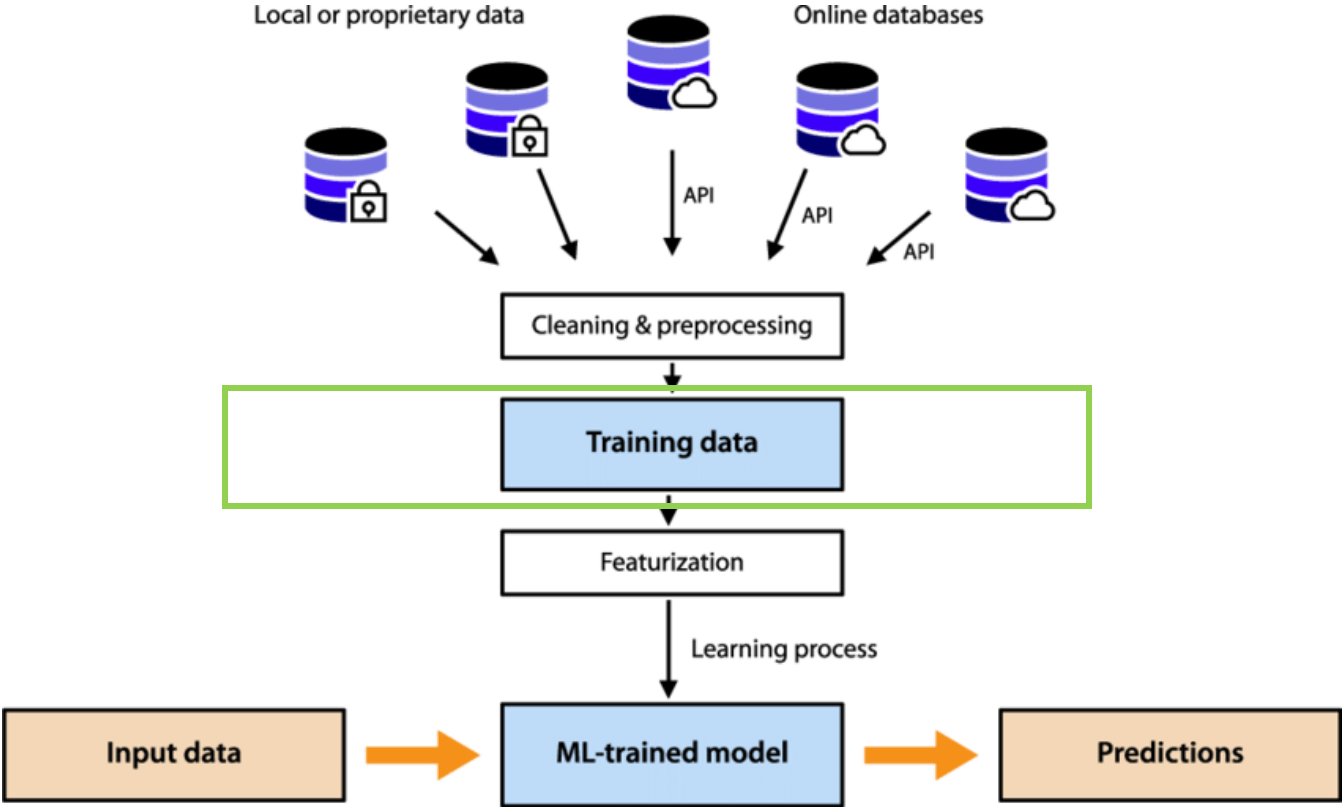 Local or proprietary data
Online databases
API
API
API
Cleaning & preprocessing
Training data
Featurization
Learning process
Input data
ML-trained model
Predictions